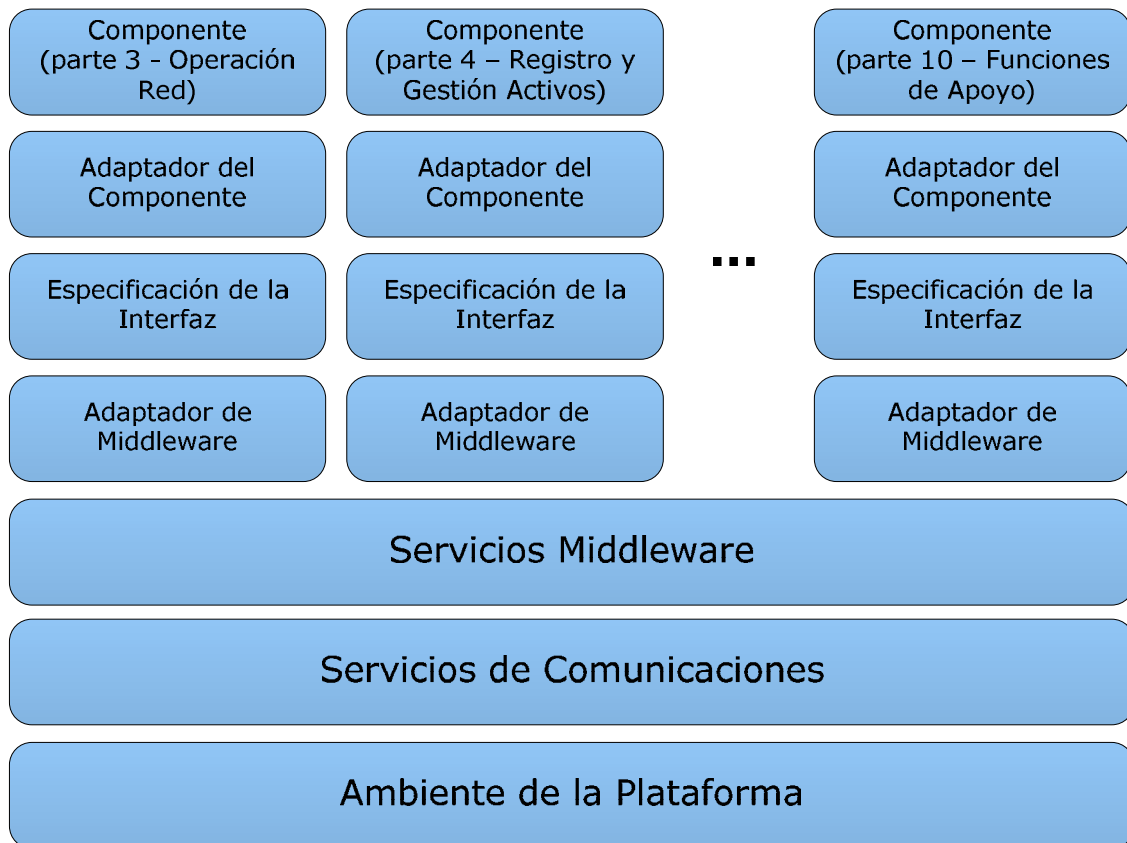 Componente
(parte 3 - Operación
Red)
Componente
(parte 4 – Registro y
Gestión Activos)
Componente
(parte 10 – Funciones
de Apoyo)
Adaptador del
Componente
Adaptador del
Componente
Adaptador del
Componente
...
Especificación de la
Interfaz
Especificación de la
Interfaz
Especificación de la
Interfaz
Adaptador de
Middleware
Adaptador de
Middleware
Adaptador de
Middleware
Servicios Middleware
Servicios de Comunicaciones
Ambiente de la Plataforma